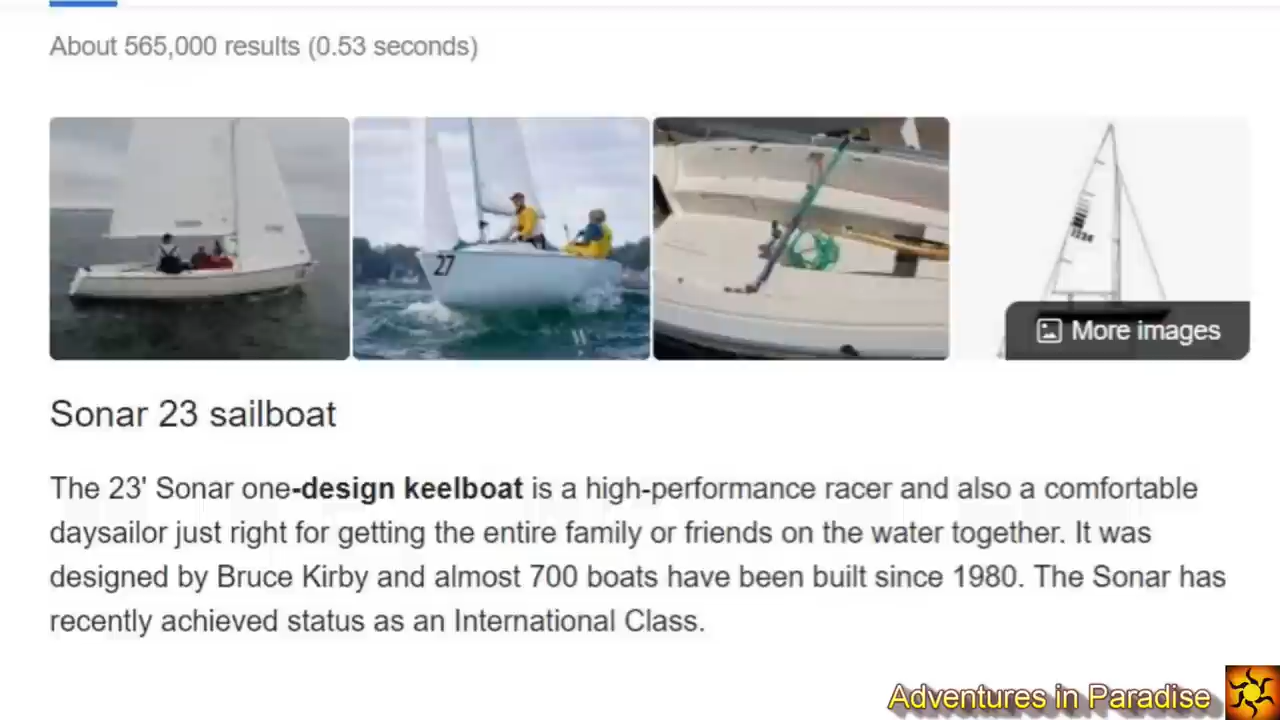 About 565,000 results (0.53 seconds)
27
1234
More images
Sonar 23 sailboat
The 23' Sonar one-design keelboat is a high-performance racer and also a comfortable
daysailor just right for getting the entire family or friends on the water together. It was
designed by Bruce Kirby and almost 700 boats have been built since 1980. The Sonar has
recently achieved status as an International Class.
Adventures in Paradise